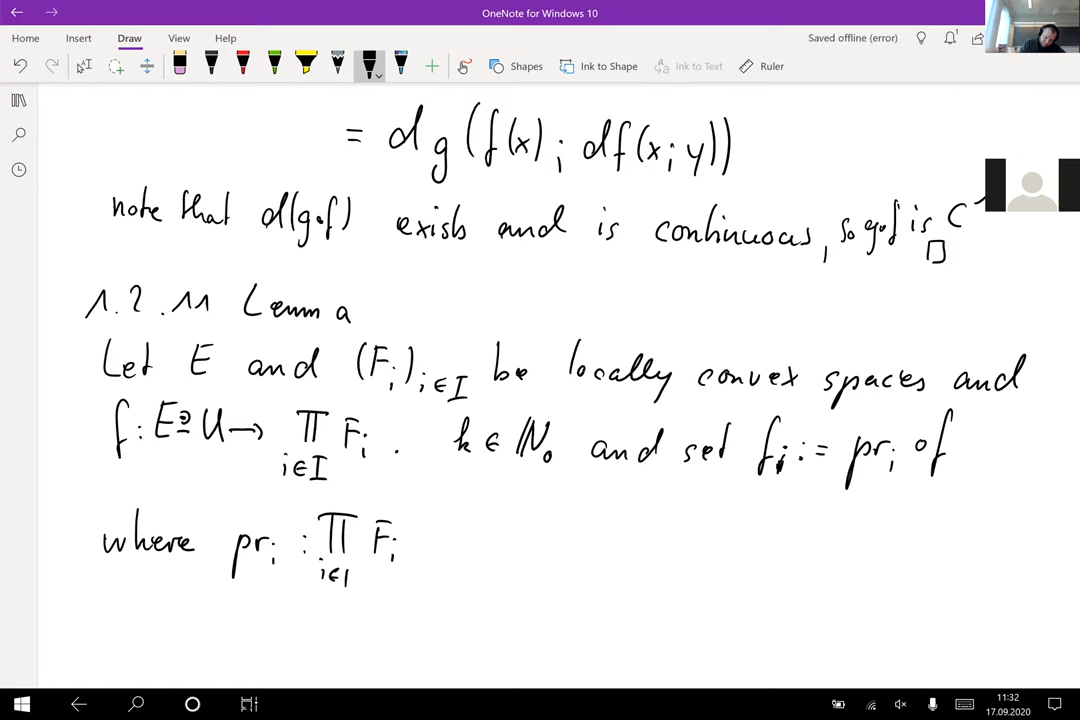 OneNote for Windows 10
Home Insert Draw View Help Saved offline (error)
Shapes Ink to Shape Ink to Text Ruler
= dg(f(x); df(x;y))
note that d(g∘f) exists and is continuous, so g∘f is C¹ □
1.2.11 Lemma
Let E and (Fᵢ)ᵢ∈I be locally convex spaces and
f: E ⊇ U → ∏ᵢ∈I Fᵢ. k ∈ ℕ₀ and set fᵢ := prᵢ ∘ f
where prᵢ : ∏ᵢ∈I Fᵢ
11:32
17.09.2020